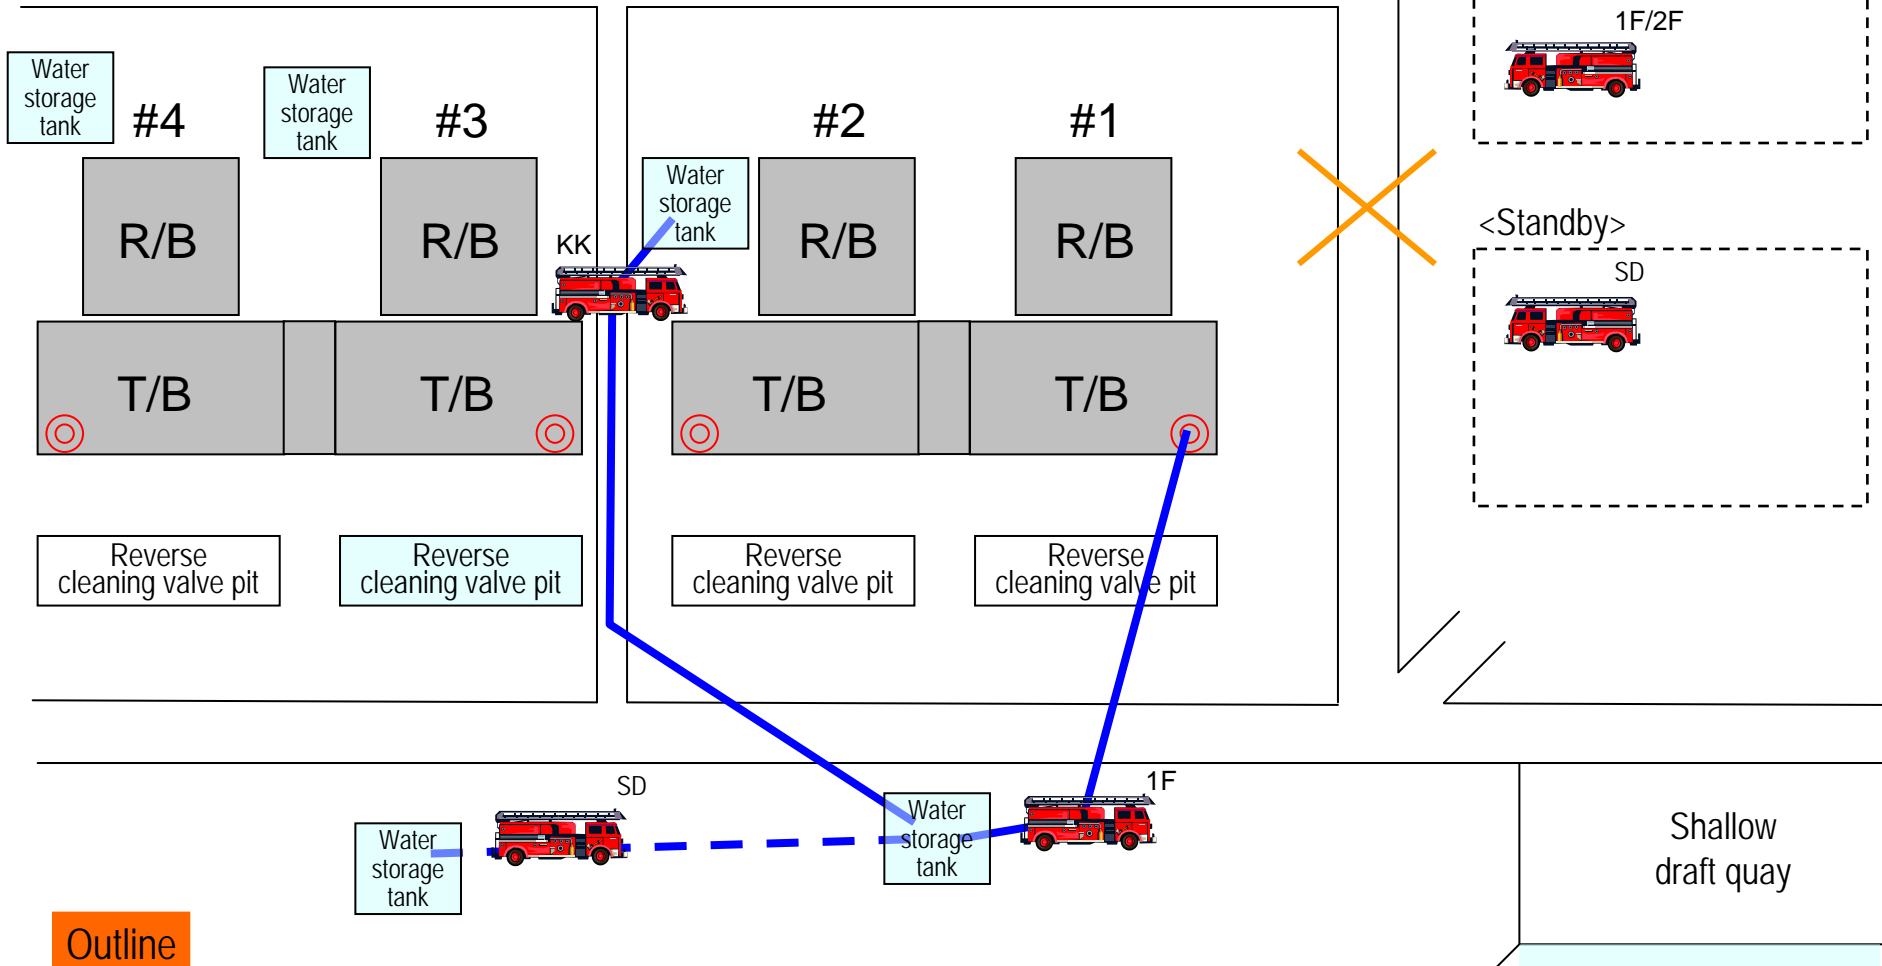 1F/2F
Water
storage
tank
#4
Water
storage
tank
#3
#2
#1
R/B
R/B
KK
Water
storage
tank
R/B
R/B
<Standby>
SD
T/B
T/B
T/B
T/B
Reverse
cleaning valve pit
Reverse
cleaning valve pit
Reverse
cleaning valve pit
Reverse
cleaning valve pit
SD
1F
Water
storage
tank
Water
storage
tank
Shallow
draft quay
Outline